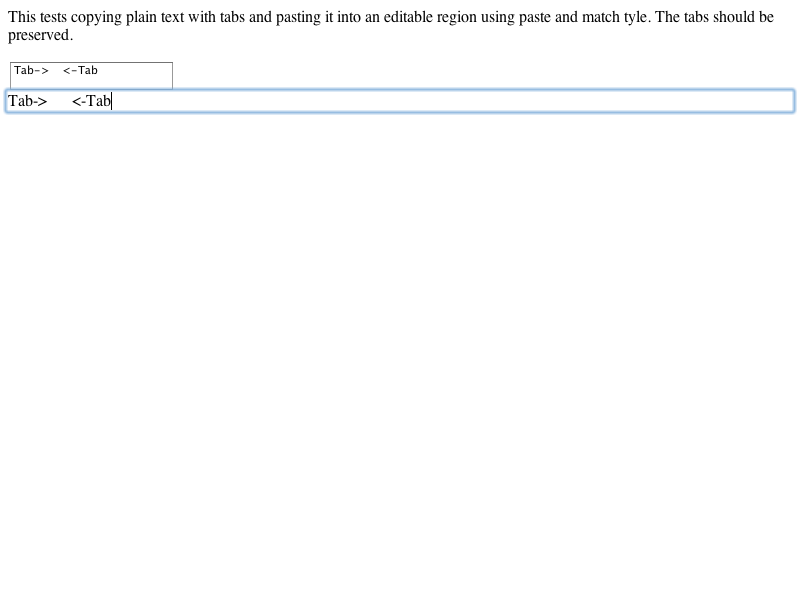 This tests copying plain text with tabs and pasting it into an editable region using paste and match tyle. The tabs should be
preserved.
Tab->	<-Tab
Tab->	<-Tab